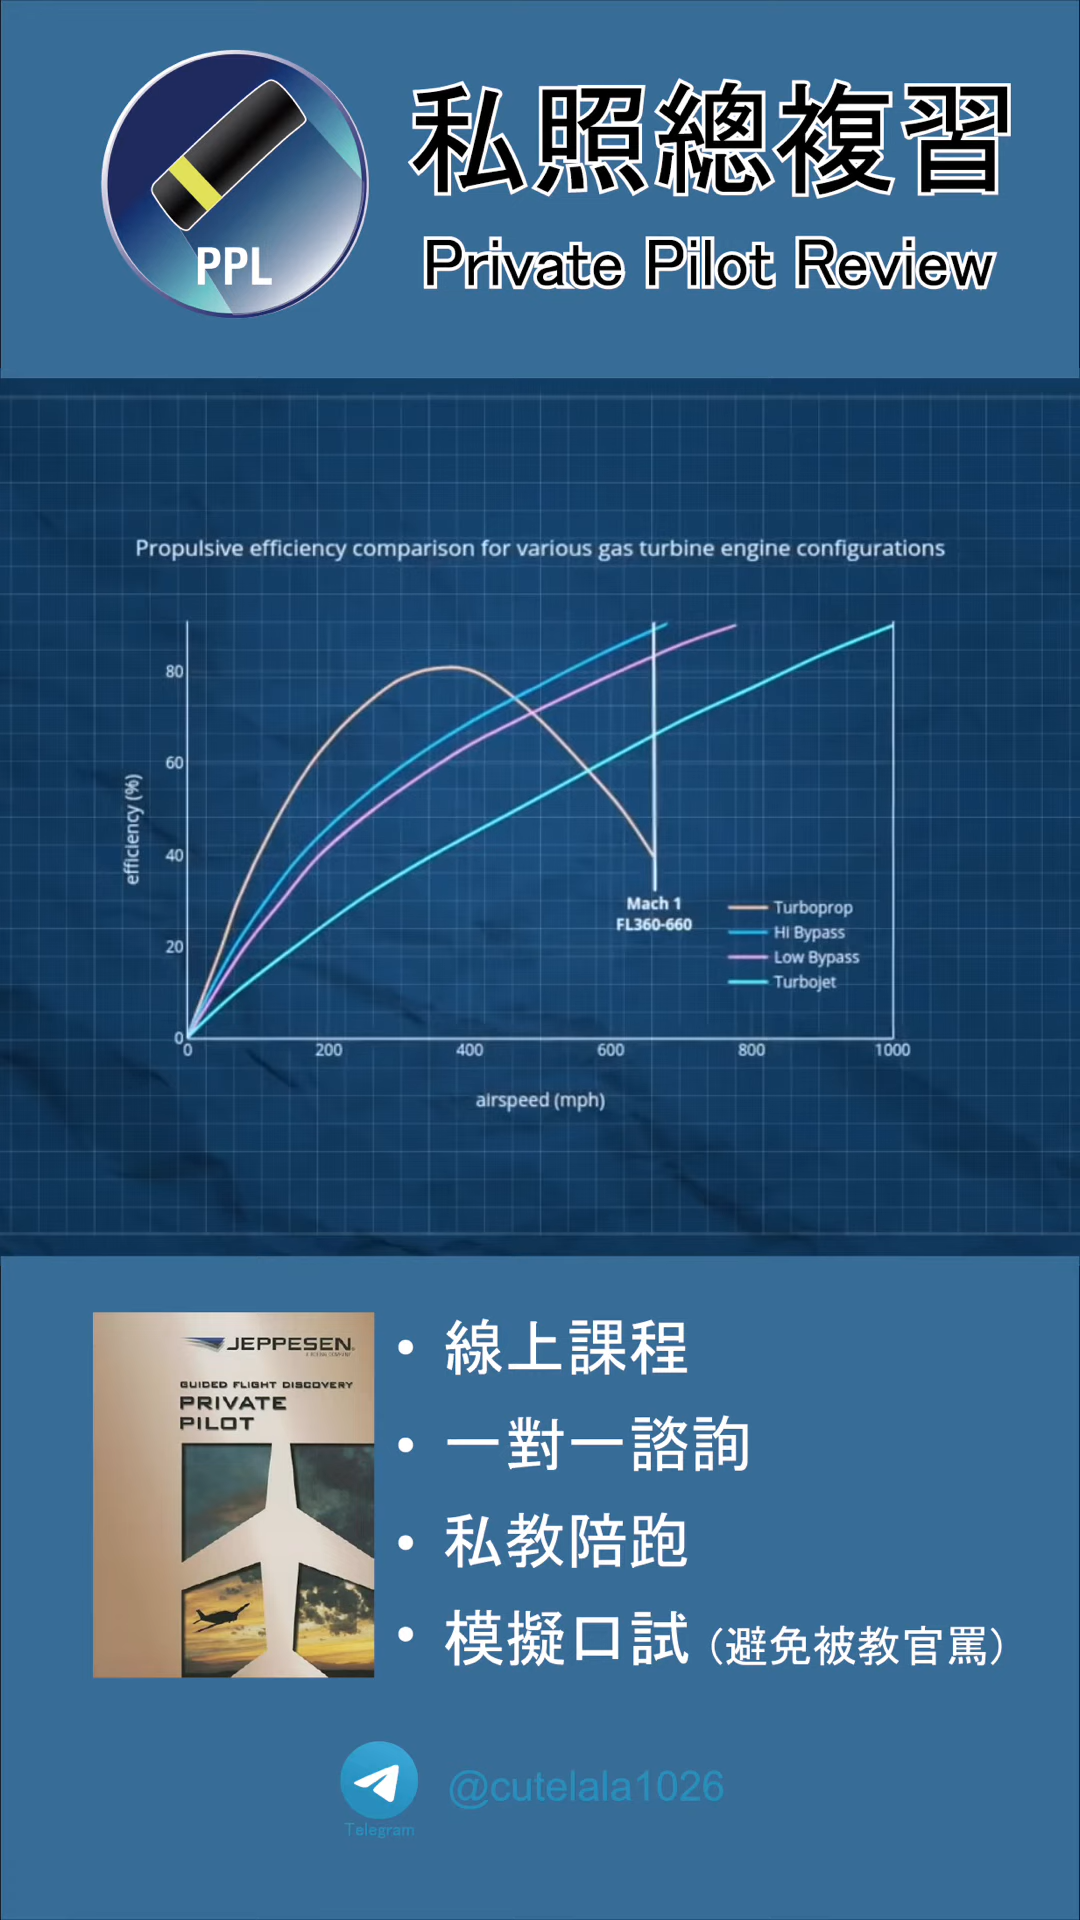 私照總複習
Private Pilot Review
PPL
Propulsive efficiency comparison for various gas turbine engine configurations
80
60
40
20
0
efficiency (%)
0 200 400 600 800 1000
airspeed (mph)
Mach 1
FL360-660
Turboprop
Hi Bypass
Low Bypass
Turbojet
JEPPESEN.
GUIDED FLIGHT DISCOVERY
PRIVATE
PILOT
• 線上課程
• 一對一諮詢
• 私教陪跑
• 模擬口試 (避免被教官罵)
@cutelala1026
Telegram